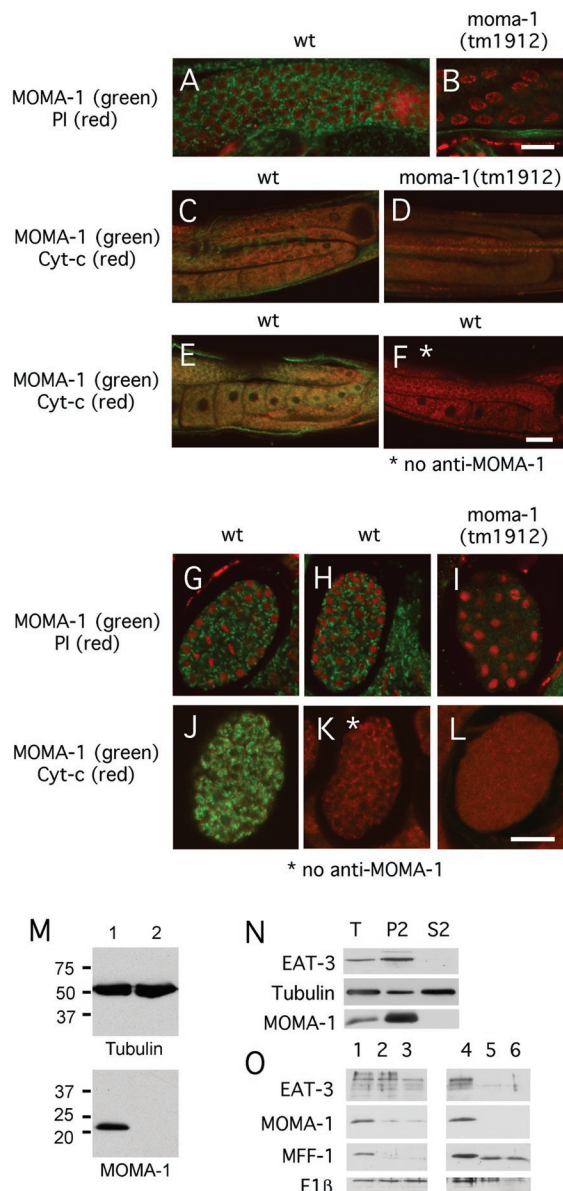 wt
moma-1
(tm1912)
MOMA-1 (green)
PI (red)
A
B
wt
moma-1(tm1912)
MOMA-1 (green)
Cyt-c (red)
C
D
wt
wt
MOMA-1 (green)
Cyt-c (red)
E
F *
* no anti-MOMA-1
wt
wt
moma-1
(tm1912)
MOMA-1 (green)
PI (red)
G
H
I
MOMA-1 (green)
Cyt-c (red)
J
K *
L
* no anti-MOMA-1
M
1 2
75
50
37
Tubulin
37
25
20
MOMA-1
N
T P2 S2
EAT-3
Tubulin
MOMA-1
O
1 2 3 4 5 6
EAT-3
MOMA-1
MFF-1
F1β